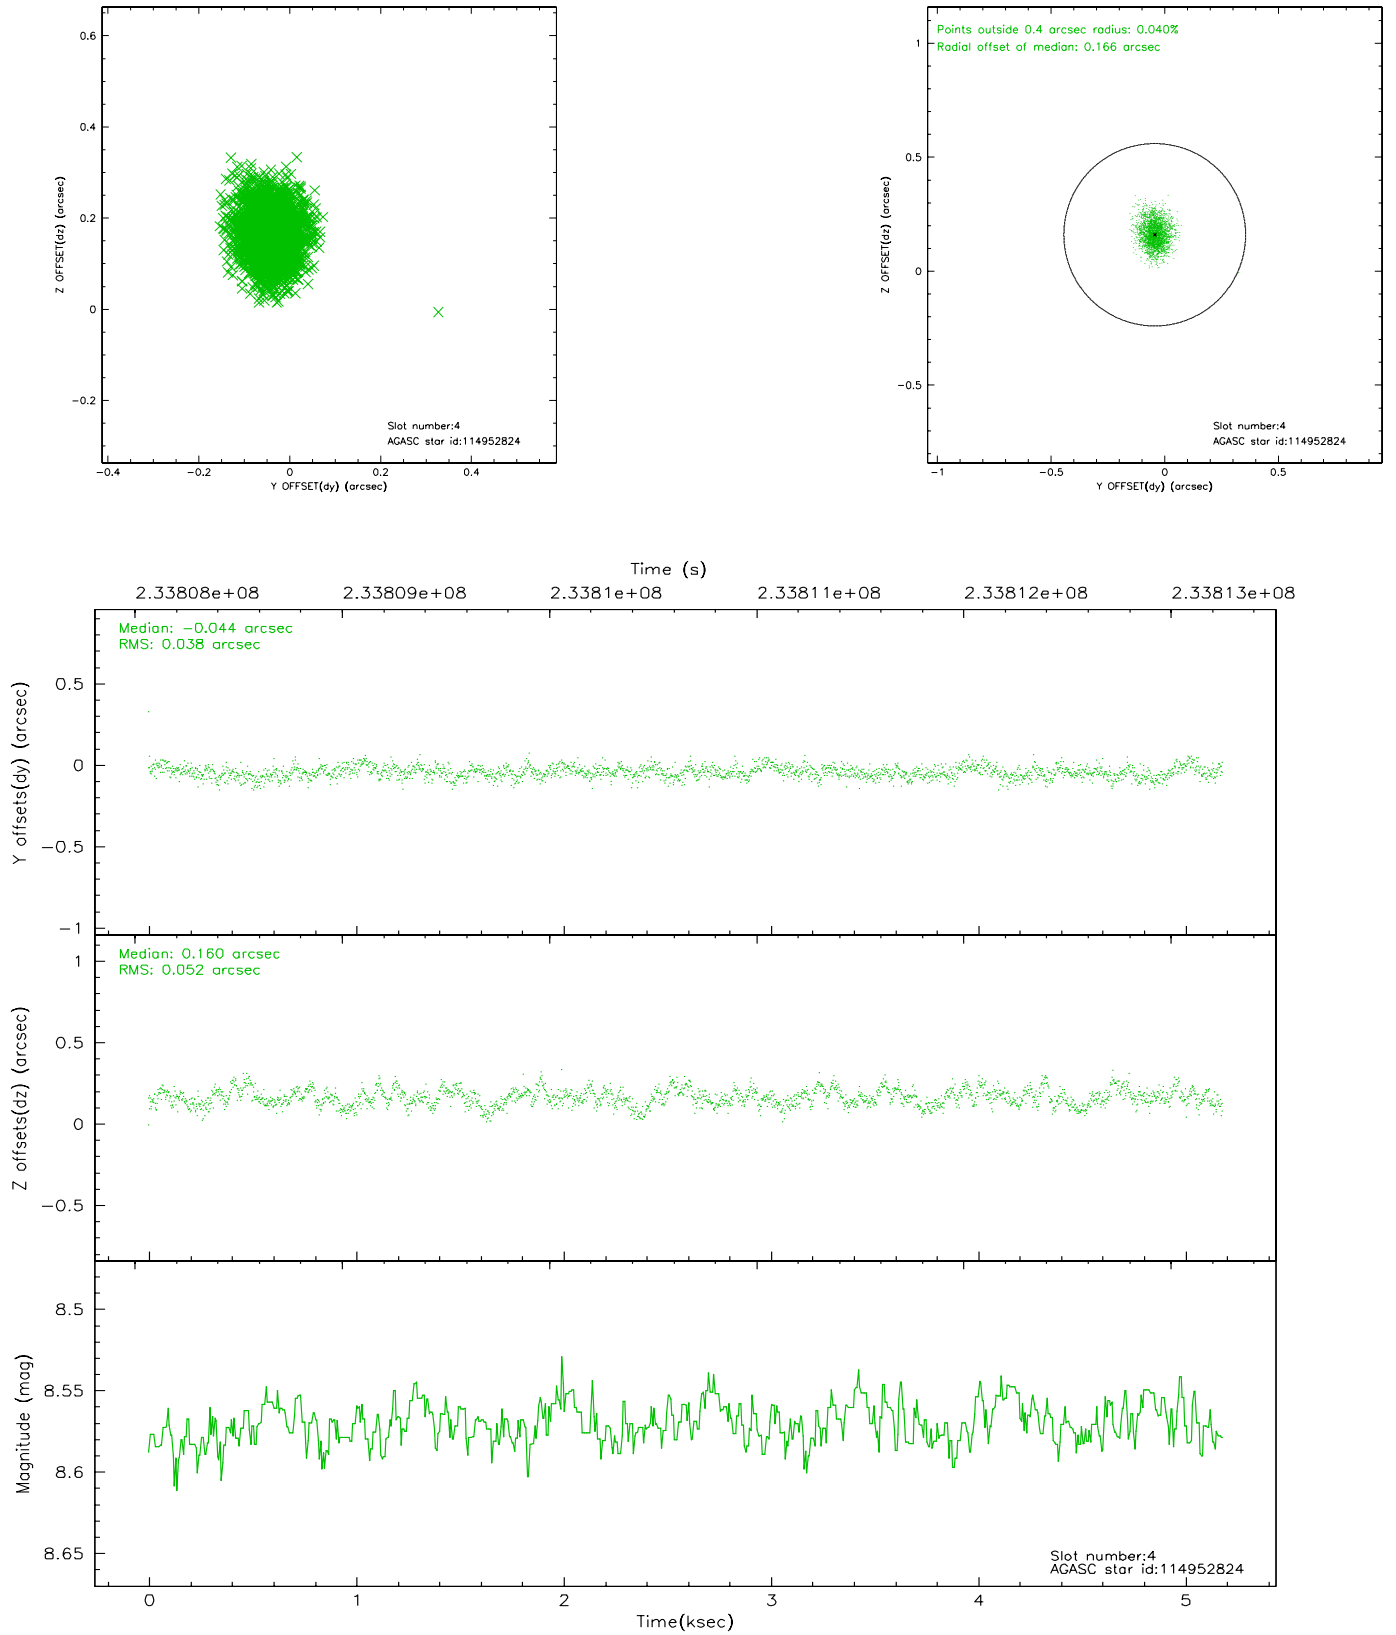 0.6
0.4
0.2
0
−0.2
Z OFFSET(dz) (arcsec)
Slot number:4
AGASC star id:114952824
−0.4 −0.2 0 0.2 0.4
Y OFFSET(dy) (arcsec)
Points outside 0.4 arcsec radius: 0.040%
Radial offset of median: 0.166 arcsec
1
0.5
0
−0.5
Z OFFSET(dz) (arcsec)
Slot number:4
AGASC star id:114952824
−1 −0.5 0 0.5
Y OFFSET(dy) (arcsec)
Time (s)
2.33808e+08 2.33809e+08 2.3381e+08 2.33811e+08 2.33812e+08 2.33813e+08
Median: −0.044 arcsec
RMS: 0.038 arcsec
0.5
0
−0.5
−1
Y offsets(dy) (arcsec)
Median: 0.160 arcsec
RMS: 0.052 arcsec
1
0.5
0
−0.5
Z offsets(dz) (arcsec)
8.5
8.55
8.6
8.65
Magnitude (mag)
Slot number:4
AGASC star id:114952824
0 1 2 3 4 5
Time(ksec)